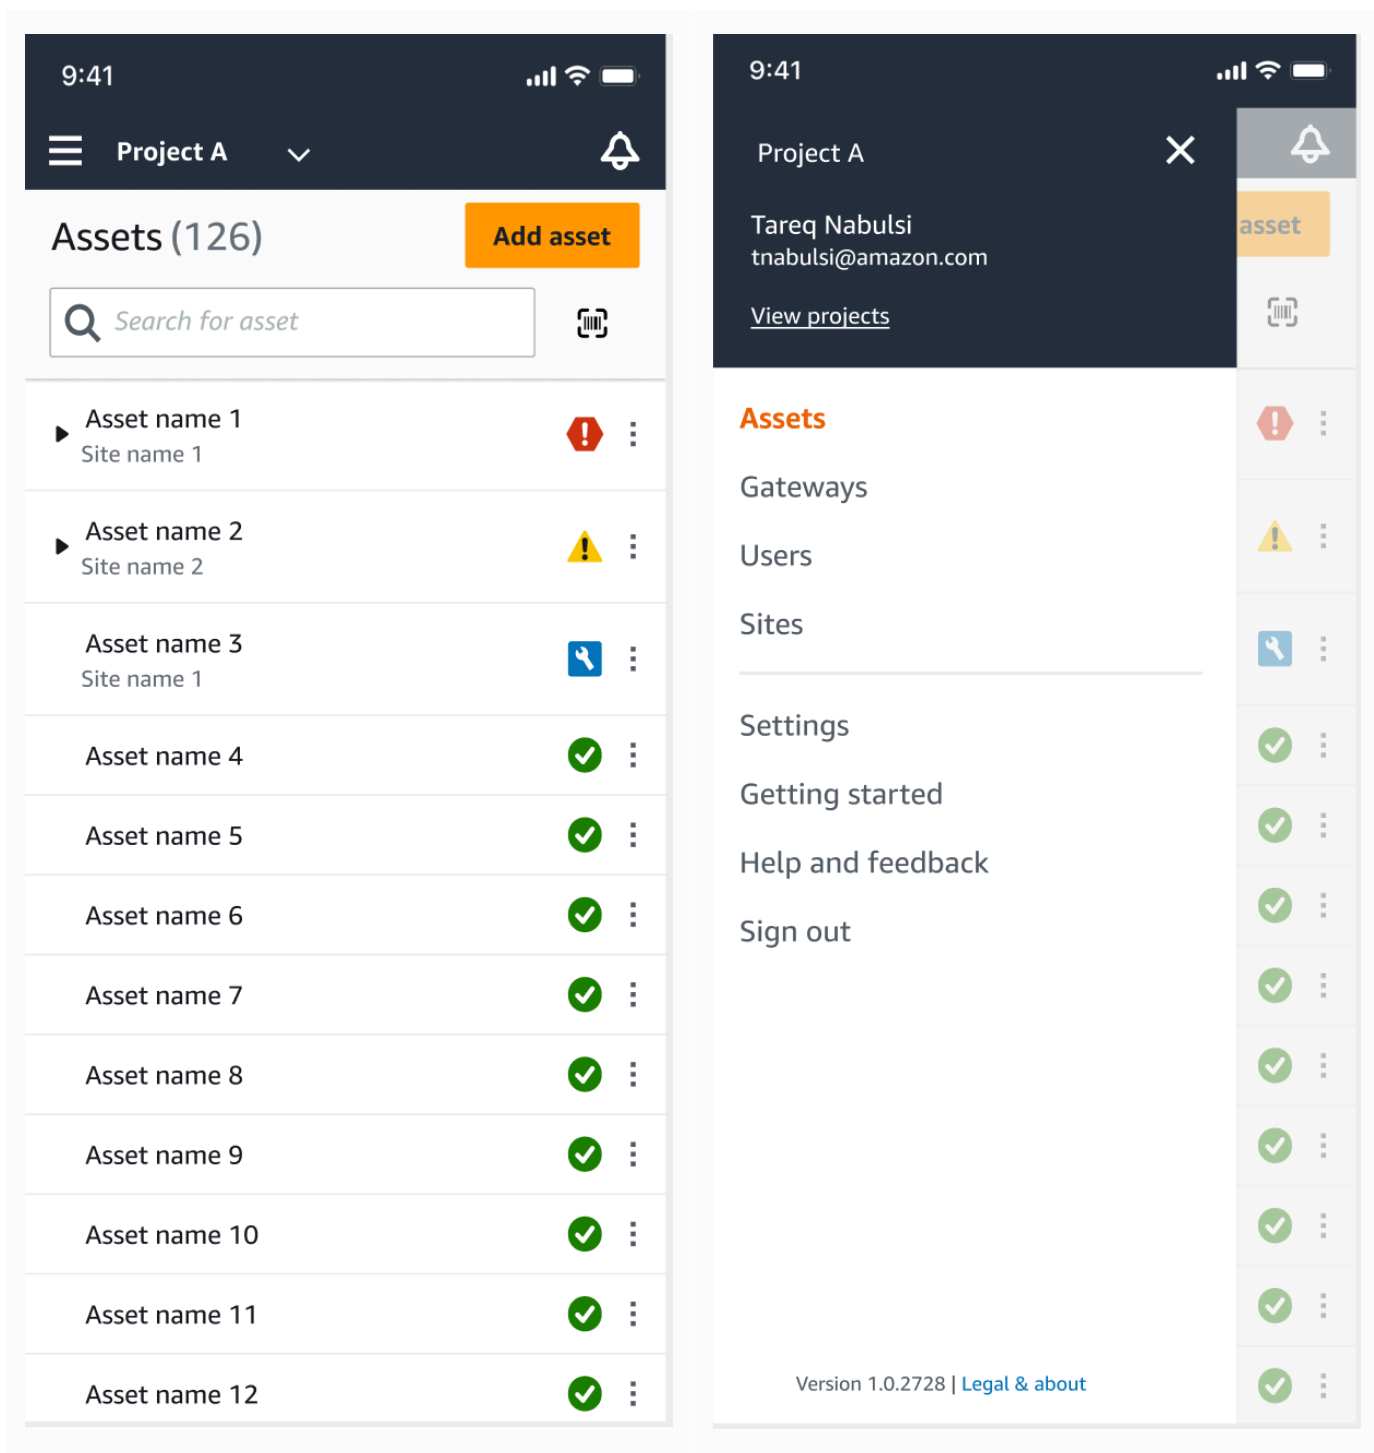 9:41
Project A
Assets (126)
Add asset
Search for asset
Asset name 1
Site name 1
Asset name 2
Site name 2
Asset name 3
Site name 1
Asset name 4
Asset name 5
Asset name 6
Asset name 7
Asset name 8
Asset name 9
Asset name 10
Asset name 11
Asset name 12
9:41
Project A
Tareq Nabulsi
tnabulsi@amazon.com
View projects
asset
Assets
Gateways
Users
Sites
Settings
Getting started
Help and feedback
Sign out
Version 1.0.2728 | Legal & about